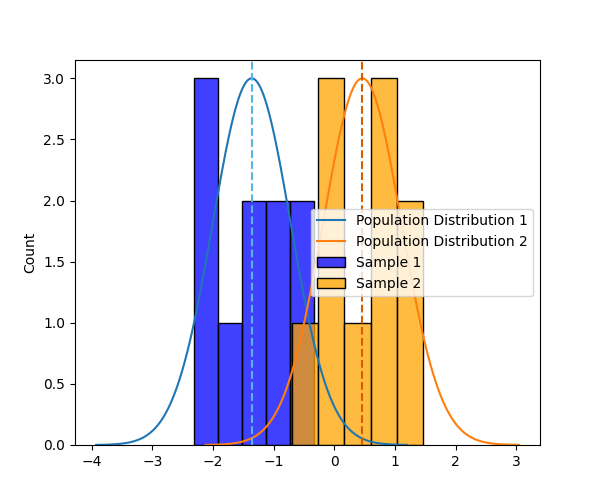 3.0
2.5
2.0
1.5
1.0
0.5
0.0
Count
Population Distribution 1
Population Distribution 2
Sample 1
Sample 2
−4 −3 −2 −1 0 1 2 3